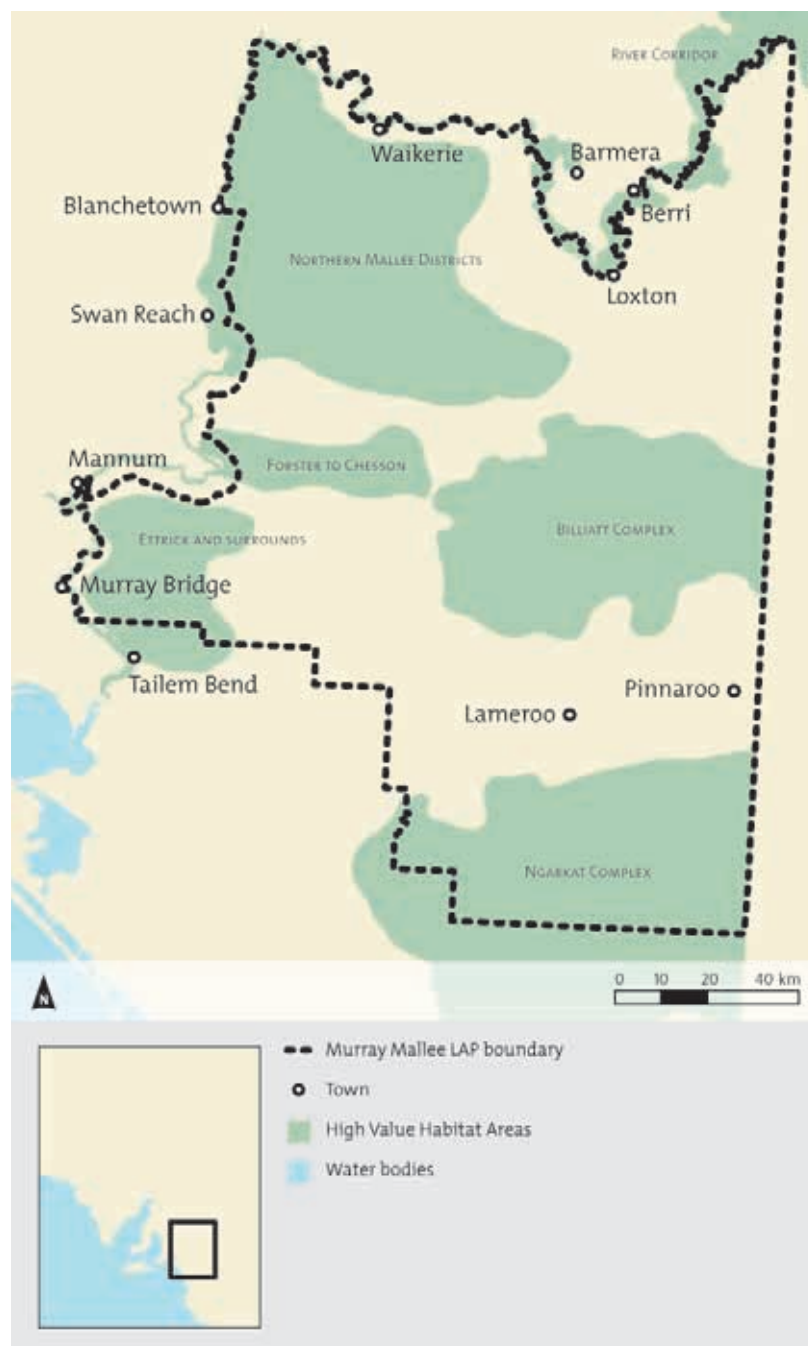 River Corridor
Waikerie
Barmera
Blanchetown
Berri
Northern Mallee Districts
Loxton
Swan Reach
Mannum
Forster to Chesson
Billiatt Complex
Ettrick and surrounds
Murray Bridge
Tailem Bend
Pinnaroo
Lameroo
Ngarkat Complex
N
0 10 20 40 km
Murray Mallee LAP boundary
Town
High Value Habitat Areas
Water bodies